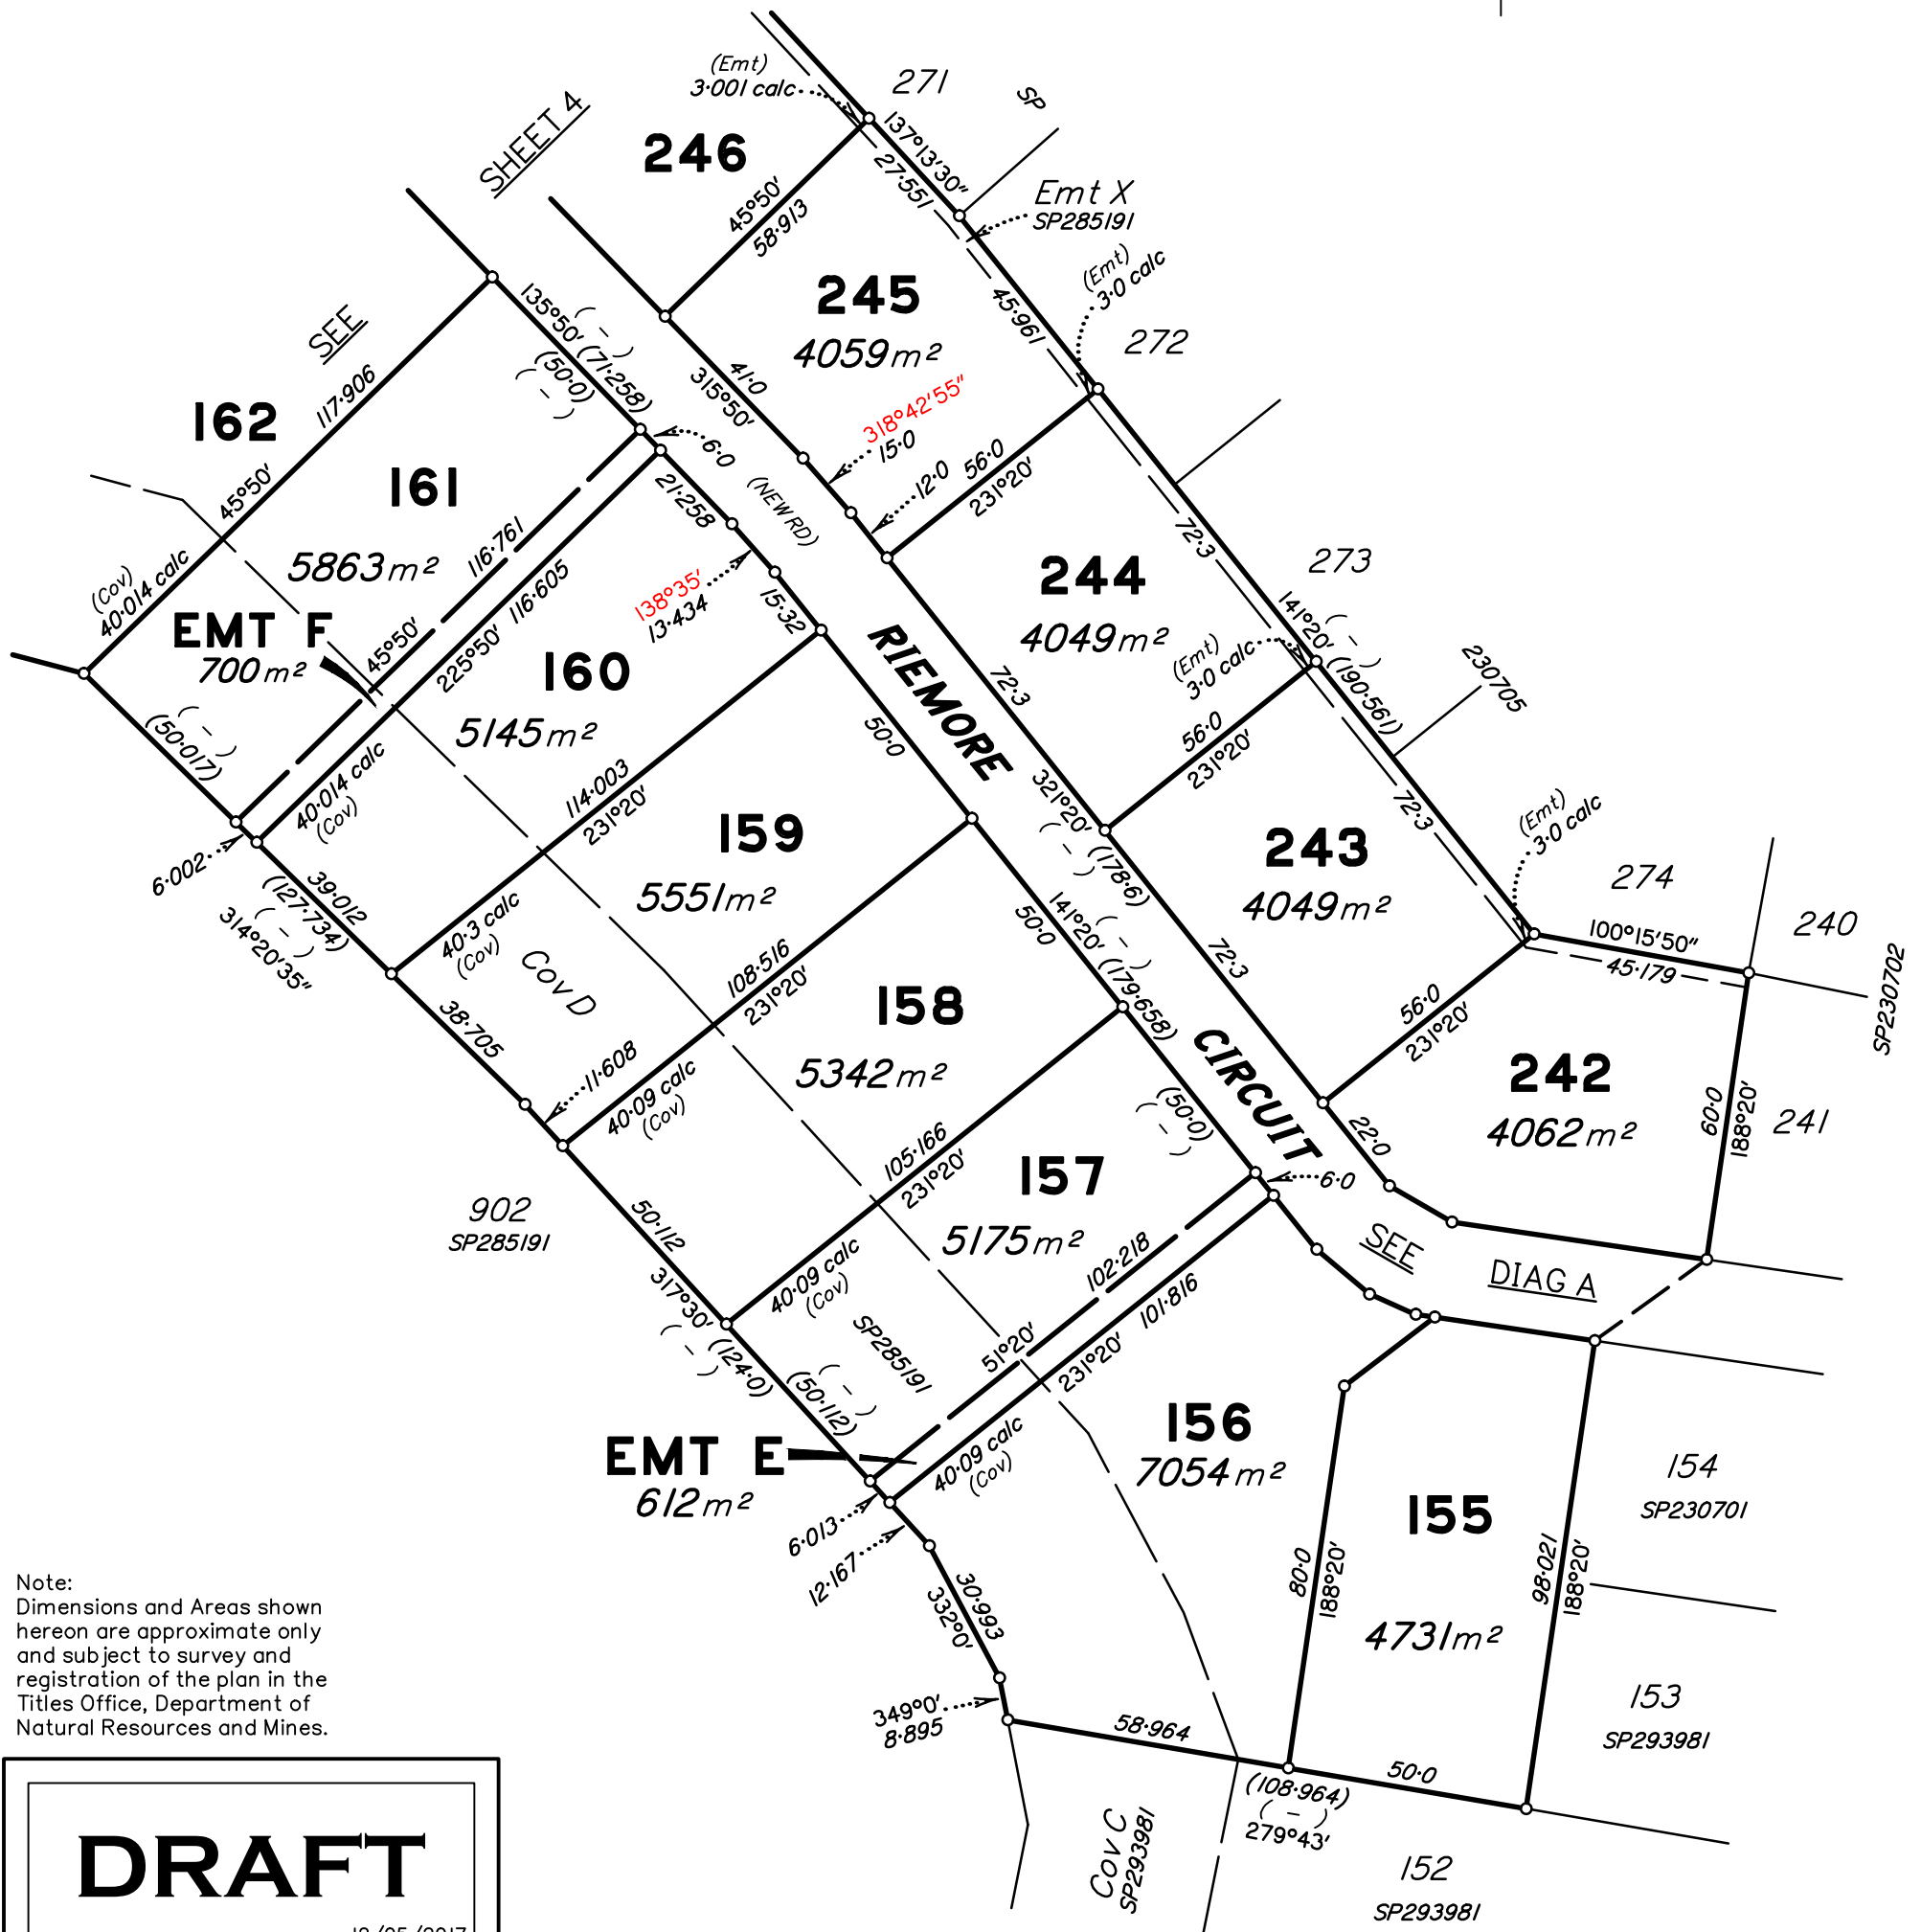 (Emt)
3·001 calc
271
SP
SHEET 4
246
137°13'30"
27·551
45°50'
58·913
Emt X
SP285191
(Emt)
3·0 calc
SEE
135°50'
( – )
(71·258)
(50·0)
( – )
245
4059m²
45·961
272
162
117·906
45°50'
41·0
315°50'
318°42'55"
15·0
6·0
12·0
56·0
231°20'
161
5863m²
(NEW RD)
21·258
116·761
116·605
45°50'
225°50'
72·3
273
(Cov)
40·014 calc
EMT F
700m²
138°35'
13·434
15·32
244
4049m²
141°20'
( – )
(190·561)
(Emt)
3·0 calc
230705
160
5145m²
RIEMORE
72·3
50·0
56·0
231°20'
( – )
(50·017)
40·014 calc
(Cov)
114·003
231°20'
321°20'
( – )
(178·6)
72·3
(Emt)
3·0 calc
6·002
159
5551m²
243
4049m²
274
240
39·012
(127·734)
( – )
314°20'35"
40·3 calc
(Cov)
Cov D
50·0
141°20'
( – )
(179·658)
100°15'50"
45·179
SP230702
108·516
231°20'
72·3
38·705
158
5342m²
CIRCUIT
56·0
231°20'
242
4062m²
60·0
188°20'
241
11·608
40·09 calc
(Cov)
(50·0)
( – )
22·0
105·166
231°20'
157
5175m²
6·0
902
SP285191
50·112
SEE
DIAG A
40·09 calc
(Cov)
102·218
101·816
317°30'
( – )
(124·0)
SP285191
51°20'
231°20'
( – )
(50·112)
EMT E
612m²
40·09 calc
(Cov)
156
7054m²
154
SP230701
155
4731m²
6·013
12·167
80·0
188°20'
98·021
188°20'
30·993
332°0'
Note:
Dimensions and Areas shown
hereon are approximate only
and subject to survey and
registration of the plan in the
Titles Office, Department of
Natural Resources and Mines.
349°0'
8·895
58·964
153
SP293981
50·0
(108·964)
( – )
279°43'
Cov C
SP293981
152
SP293981
DRAFT